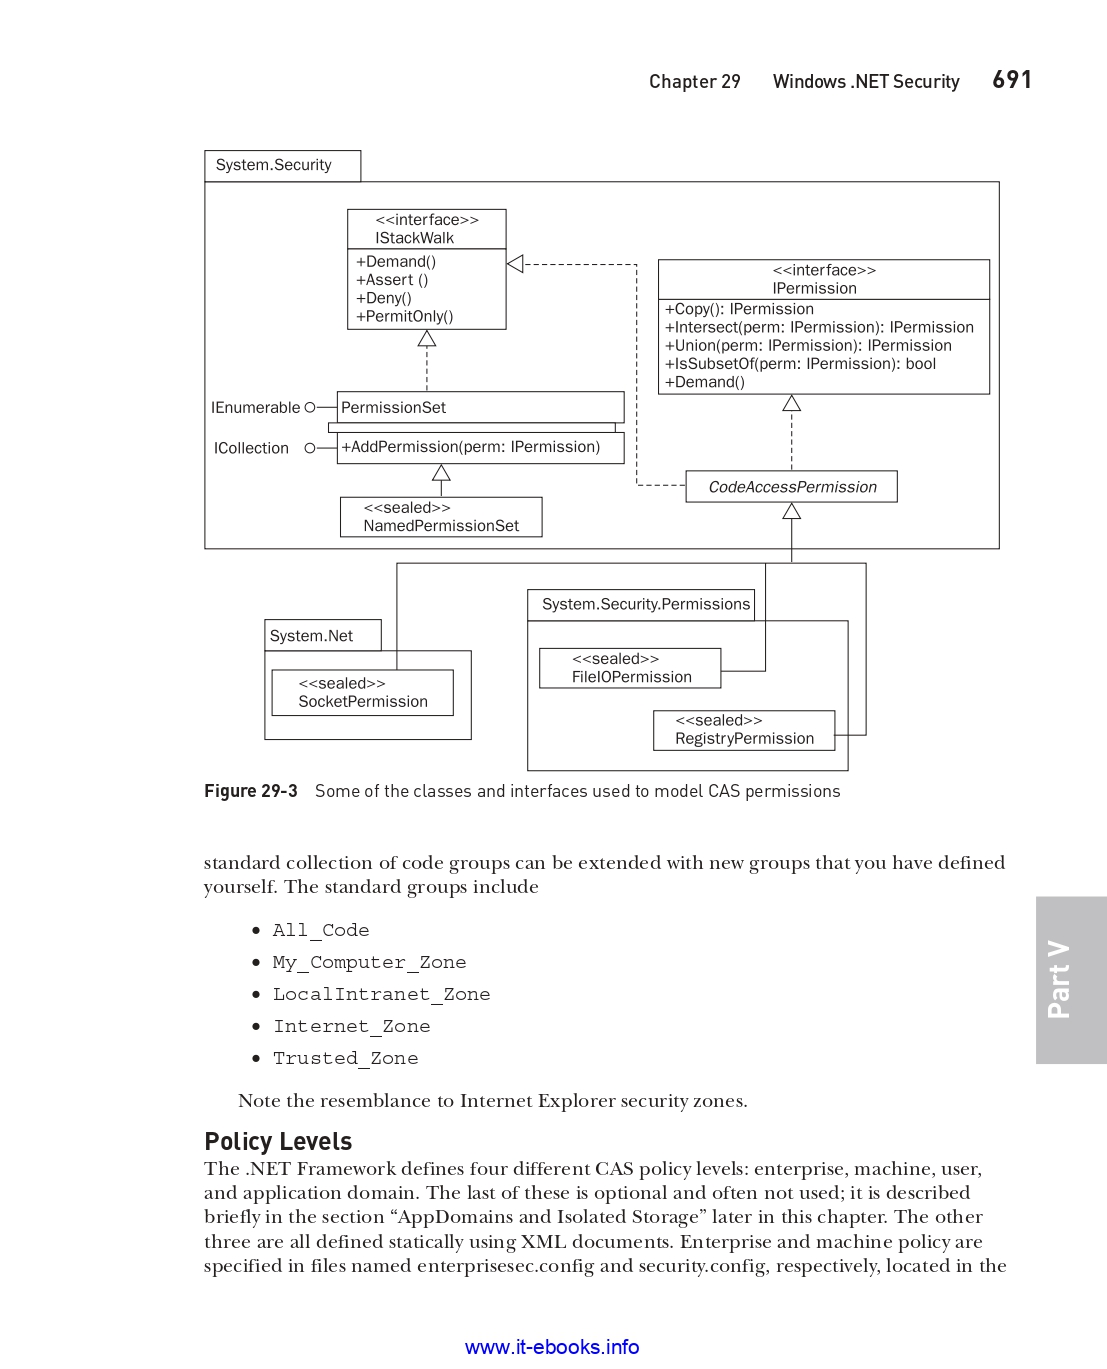 Chapter 29 Windows .NET Security 691
System.Security
<<interface>>
IStackWalk
+Demand()
+Assert ()
+Deny()
+PermitOnly()
<<interface>>
IPermission
+Copy(): IPermission
+Intersect(perm: IPermission): IPermission
+Union(perm: IPermission): IPermission
+IsSubsetOf(perm: IPermission): bool
+Demand()
IEnumerable
PermissionSet
ICollection
+AddPermission(perm: IPermission)
CodeAccessPermission
<<sealed>>
NamedPermissionSet
System.Net
<<sealed>>
SocketPermission
System.Security.Permissions
<<sealed>>
FileIOPermission
<<sealed>>
RegistryPermission
Figure 29-3 Some of the classes and interfaces used to model CAS permissions
standard collection of code groups can be extended with new groups that you have defined
yourself. The standard groups include
• All_Code
• My_Computer_Zone
• LocalIntranet_Zone
• Internet_Zone
• Trusted_Zone
Part V
Note the resemblance to Internet Explorer security zones.
Policy Levels
The .NET Framework defines four different CAS policy levels: enterprise, machine, user,
and application domain. The last of these is optional and often not used; it is described
briefly in the section “AppDomains and Isolated Storage” later in this chapter. The other
three are all defined statically using XML documents. Enterprise and machine policy are
specified in files named enterprisesec.config and security.config, respectively, located in the
www.it-ebooks.info